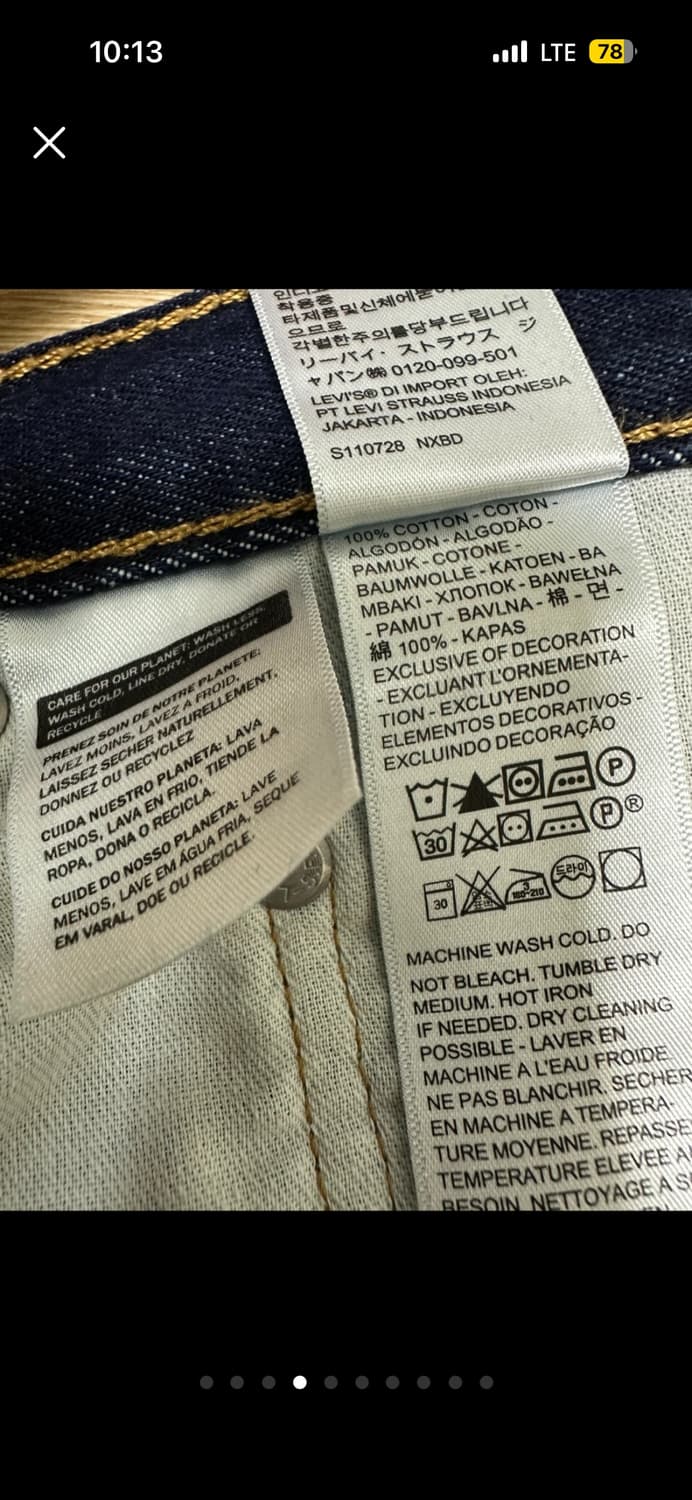 10:13
LTE
78
착용중
타제품및신체에
으므로
각별한주의를당부드립니다
リーバイ・ストラウス ジ
ャパン㈱ 0120-099-501
LEVI'S® DI IMPORT OLEH:
PT LEVI STRAUSS INDONESIA
JAKARTA - INDONESIA
S110728 NXBD
100% COTTON - COTON -
ALGODÓN - ALGODÃO -
PAMUK - COTONE -
BAUMWOLLE - KATOEN - BA
MBAKI - ХЛОПОК - BAWEŁNA
- PAMUT - BAVLNA - 棉 - 면 -
綿 100% - KAPAS
EXCLUSIVE OF DECORATION
- EXCLUANT L'ORNEMENTA-
TION - EXCLUYENDO
ELEMENTOS DECORATIVOS -
EXCLUINDO DECORAÇÃO
P
30 P ®
30 3 180-210 드라이
MACHINE WASH COLD. DO
NOT BLEACH. TUMBLE DRY
MEDIUM. HOT IRON
IF NEEDED. DRY CLEANING
POSSIBLE - LAVER EN
MACHINE A L'EAU FROIDE.
NE PAS BLANCHIR. SECHER
EN MACHINE A TEMPERA-
TURE MOYENNE. REPASSE
TEMPERATURE ELEVEE A
BESOIN. NETTOYAGE A S
CARE FOR OUR PLANET: WASH LESS,
WASH COLD, LINE DRY, DONATE OR
RECYCLE
PRENEZ SOIN DE NOTRE PLANETE:
LAVEZ MOINS, LAVEZ A FROID,
LAISSEZ SECHER NATURELLEMENT,
DONNEZ OU RECYCLEZ
CUIDA NUESTRO PLANETA: LAVA
MENOS, LAVA EN FRIO, TIENDE LA
ROPA, DONA O RECICLA.
CUIDE DO NOSSO PLANETA: LAVE
MENOS, LAVE EM ÁGUA FRIA, SEQUE
EM VARAL, DOE OU RECICLE.